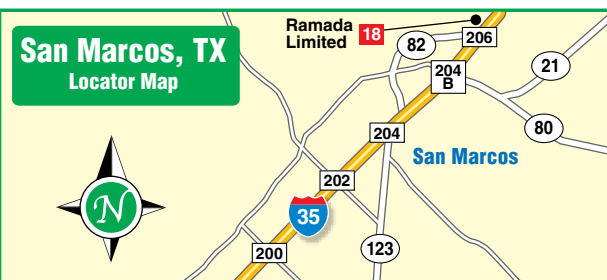 San Marcos, TX
Locator Map
Ramada
Limited
18
206
82
204
B
21
80
204
San Marcos
202
N
35
200
123